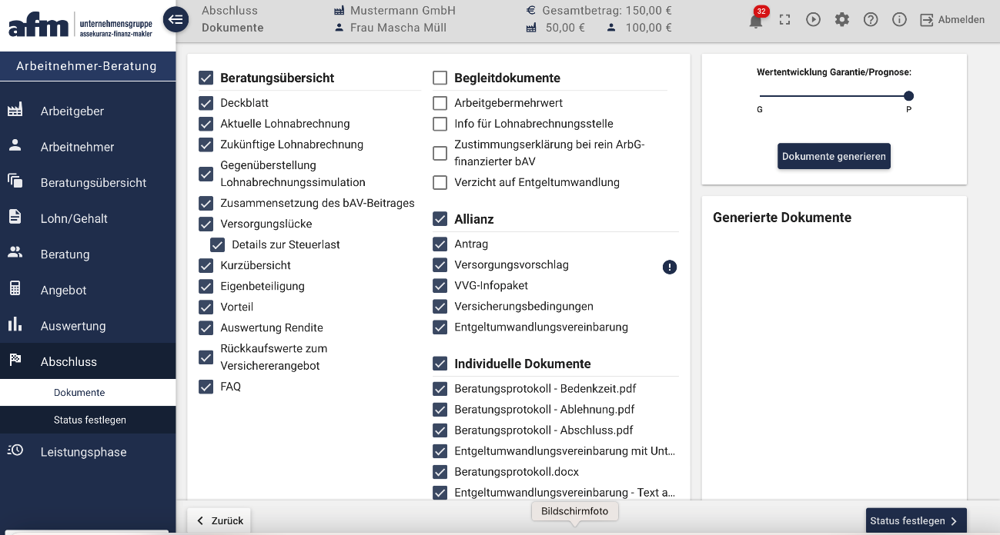 afm
unternehmensgruppe
assekuranz-finanz-makler
Abschluss
Dokumente
Mustermann GmbH
Frau Mascha Müll
€ Gesamtbetrag: 150,00 €
50,00 €
100,00 €
32
Abmelden
Arbeitnehmer-Beratung
Arbeitgeber
Arbeitnehmer
Beratungsübersicht
Lohn/Gehalt
Beratung
Angebot
Auswertung
Abschluss
Dokumente
Status festlegen
Leistungsphase
Beratungsübersicht
Deckblatt
Aktuelle Lohnabrechnung
Zukünftige Lohnabrechnung
Gegenüberstellung
Lohnabrechnungssimulation
Zusammensetzung des bAV-Beitrages
Versorgungslücke
Details zur Steuerlast
Kurzübersicht
Eigenbeteiligung
Vorteil
Auswertung Rendite
Rückkaufswerte zum
Versichererangebot
FAQ
Begleitdokumente
Arbeitgebermehrwert
Info für Lohnabrechnungsstelle
Zustimmungserklärung bei rein ArbG-
finanzierter bAV
Verzicht auf Entgeltumwandlung
Allianz
Antrag
Versorgungsvorschlag
VVG-Infopaket
Versicherungsbedingungen
Entgeltumwandlungsvereinbarung
Individuelle Dokumente
Beratungsprotokoll - Bedenkzeit.pdf
Beratungsprotokoll - Ablehnung.pdf
Beratungsprotokoll - Abschluss.pdf
Entgeltumwandlungsvereinbarung mit Unt...
Beratungsprotokoll.docx
Entgeltumwandlungsvereinbarung - Text a...
Wertentwicklung Garantie/Prognose:
G
P
Dokumente generieren
Generierte Dokumente
Zurück
Bildschirmfoto
Status festlegen